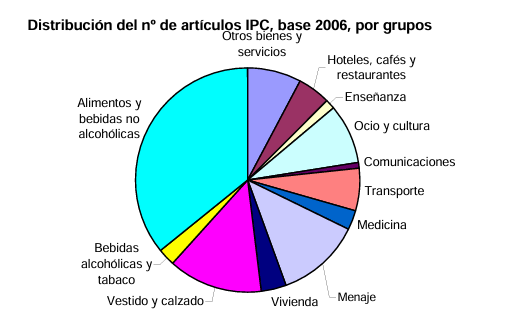 Distribución del nº de artículos IPC, base 2006, por grupos
Otros bienes y
servicios
Hoteles, cafés y
restaurantes
Enseñanza
Ocio y cultura
Comunicaciones
Transporte
Medicina
Menaje
Vivienda
Vestido y calzado
Bebidas
alcohólicas y
tabaco
Alimentos y
bebidas no
alcohólicas